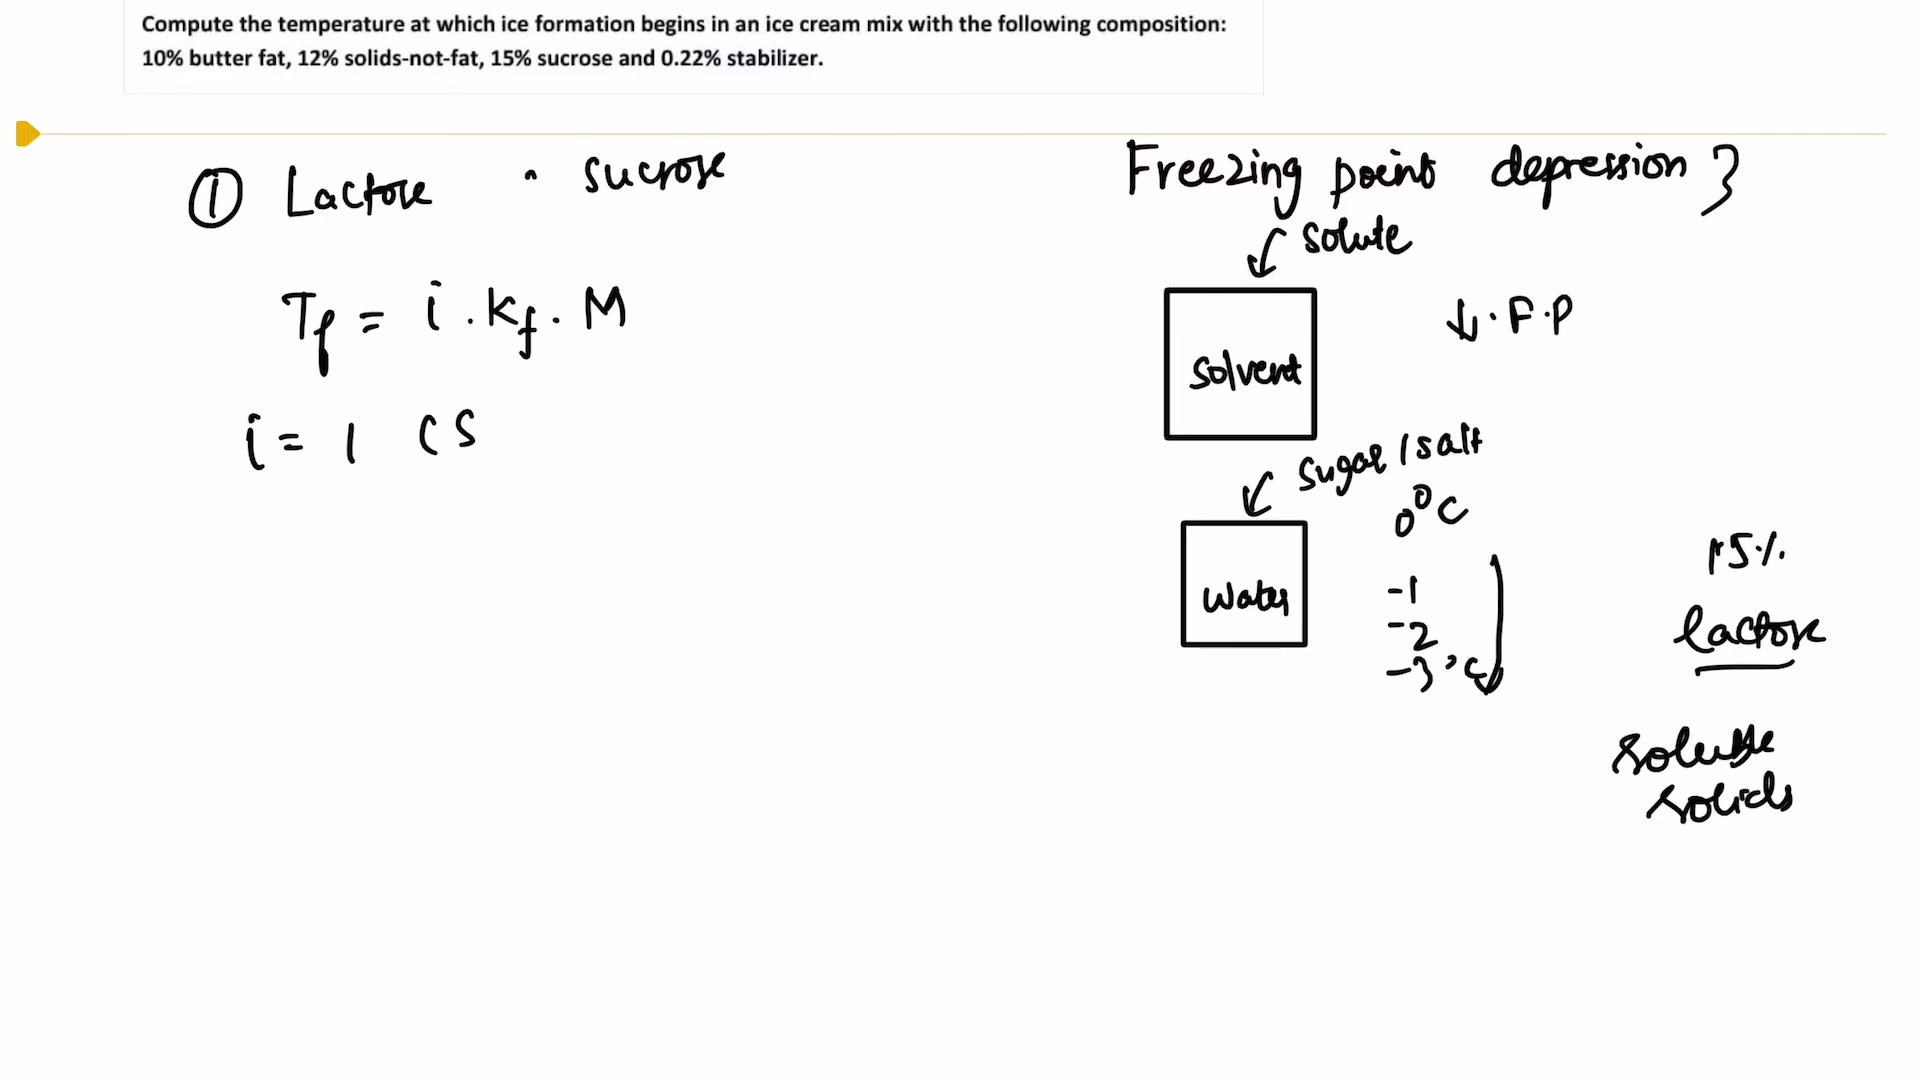 Compute the temperature at which ice formation begins in an ice cream mix with the following composition:
10% butter fat, 12% solids-not-fat, 15% sucrose and 0.22% stabilizer.
① Lactose · sucrose
Tf = i . Kf . M
i = 1 (S
Freezing point depression }
solute
solvent
↓ . F.P
sugar / salt
water
0°C
-1
-2
-3°C
15%
lactose
soluble
solids